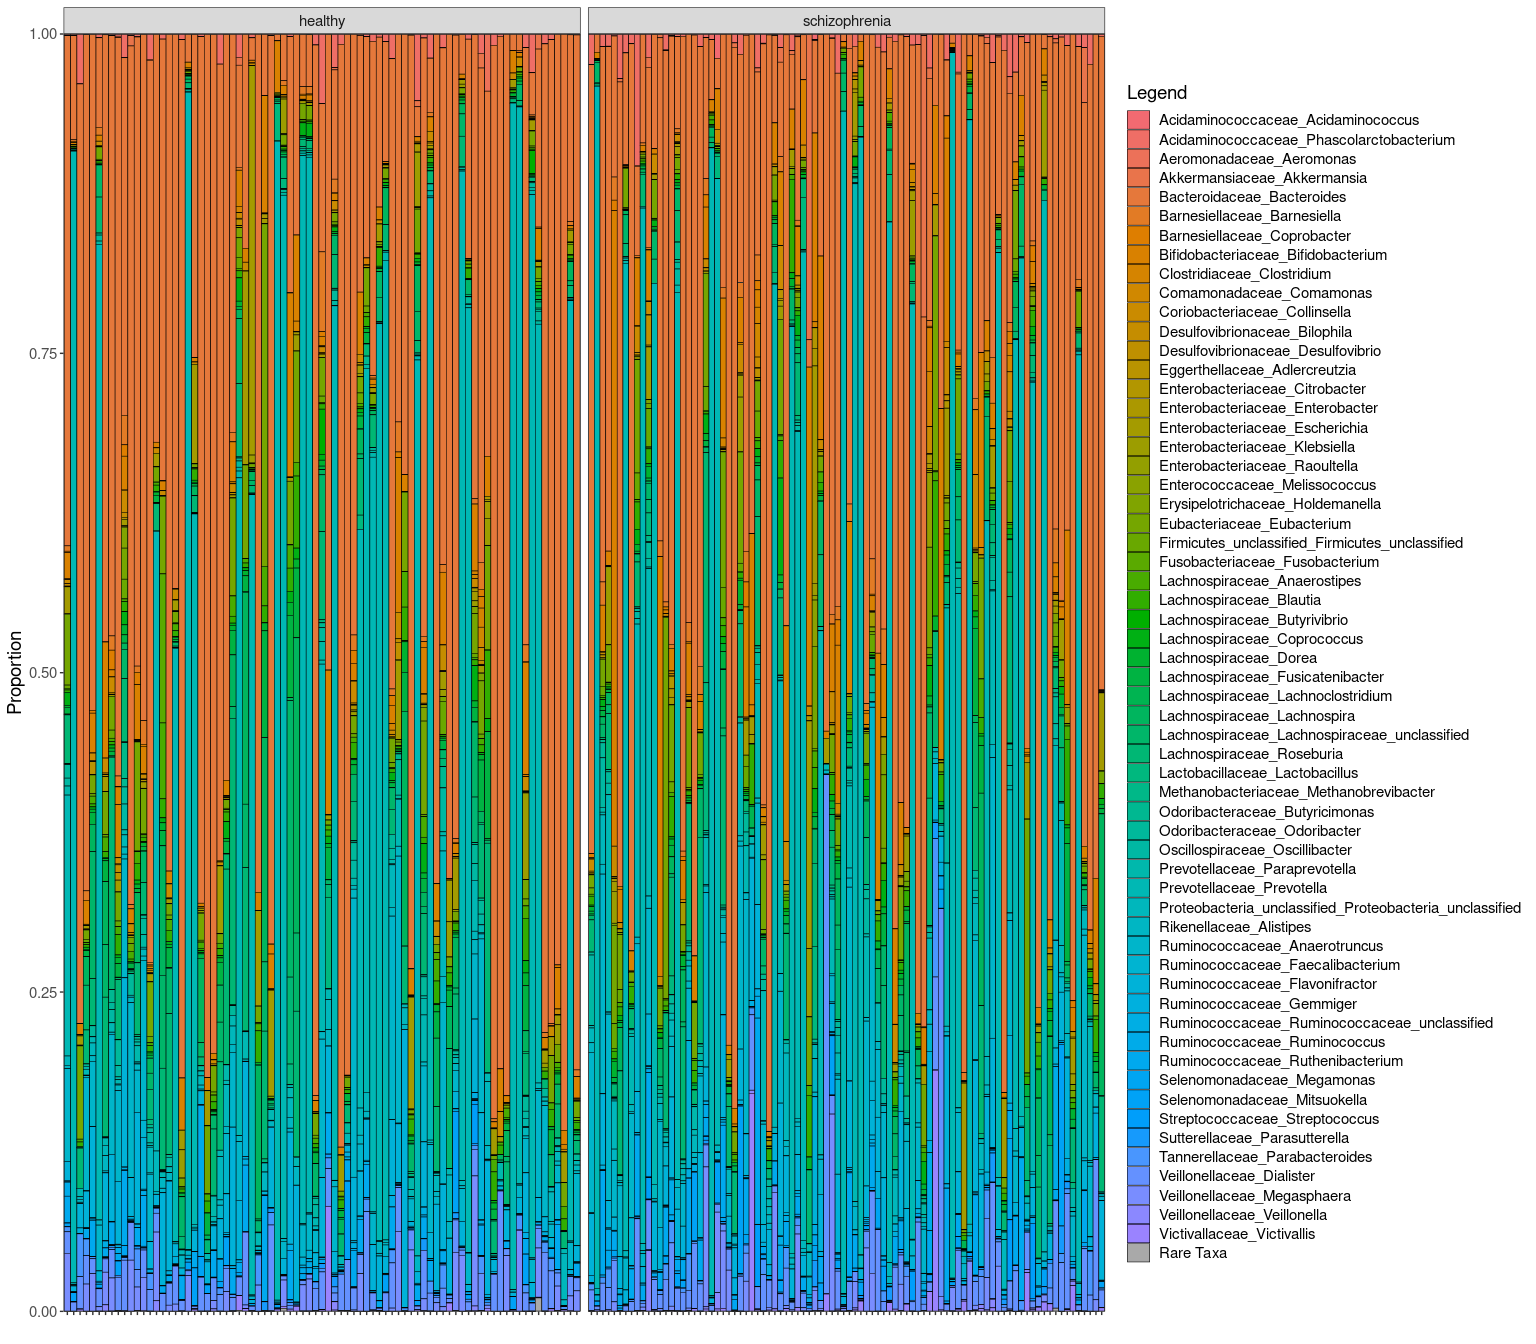 healthy
schizophrenia
1.00
0.75
0.50
0.25
0.00
Proportion
Legend
Acidaminococcaceae_Acidaminococcus
Acidaminococcaceae_Phascolarctobacterium
Aeromonadaceae_Aeromonas
Akkermansiaceae_Akkermansia
Bacteroidaceae_Bacteroides
Barnesiellaceae_Barnesiella
Barnesiellaceae_Coprobacter
Bifidobacteriaceae_Bifidobacterium
Clostridiaceae_Clostridium
Comamonadaceae_Comamonas
Coriobacteriaceae_Collinsella
Desulfovibrionaceae_Bilophila
Desulfovibrionaceae_Desulfovibrio
Eggerthellaceae_Adlercreutzia
Enterobacteriaceae_Citrobacter
Enterobacteriaceae_Enterobacter
Enterobacteriaceae_Escherichia
Enterobacteriaceae_Klebsiella
Enterobacteriaceae_Raoultella
Enterococcaceae_Melissococcus
Erysipelotrichaceae_Holdemanella
Eubacteriaceae_Eubacterium
Firmicutes_unclassified_Firmicutes_unclassified
Fusobacteriaceae_Fusobacterium
Lachnospiraceae_Anaerostipes
Lachnospiraceae_Blautia
Lachnospiraceae_Butyrivibrio
Lachnospiraceae_Coprococcus
Lachnospiraceae_Dorea
Lachnospiraceae_Fusicatenibacter
Lachnospiraceae_Lachnoclostridium
Lachnospiraceae_Lachnospira
Lachnospiraceae_Lachnospiraceae_unclassified
Lachnospiraceae_Roseburia
Lactobacillaceae_Lactobacillus
Methanobacteriaceae_Methanobrevibacter
Odoribacteraceae_Butyricimonas
Odoribacteraceae_Odoribacter
Oscillospiraceae_Oscillibacter
Prevotellaceae_Paraprevotella
Prevotellaceae_Prevotella
Proteobacteria_unclassified_Proteobacteria_unclassified
Rikenellaceae_Alistipes
Ruminococcaceae_Anaerotruncus
Ruminococcaceae_Faecalibacterium
Ruminococcaceae_Flavonifractor
Ruminococcaceae_Gemmiger
Ruminococcaceae_Ruminococcaceae_unclassified
Ruminococcaceae_Ruminococcus
Ruminococcaceae_Ruthenibacterium
Selenomonadaceae_Megamonas
Selenomonadaceae_Mitsuokella
Streptococcaceae_Streptococcus
Sutterellaceae_Parasutterella
Tannerellaceae_Parabacteroides
Veillonellaceae_Dialister
Veillonellaceae_Megasphaera
Veillonellaceae_Veillonella
Victivallaceae_Victivallis
Rare Taxa